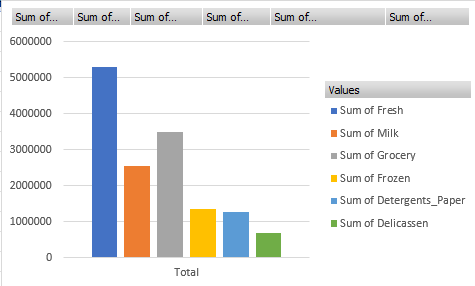 Sum of... Sum of... Sum of... Sum of... Sum of... Sum of...
6000000
5000000
4000000
3000000
2000000
1000000
0
Total
Values
Sum of Fresh
Sum of Milk
Sum of Grocery
Sum of Frozen
Sum of Detergents_Paper
Sum of Delicassen